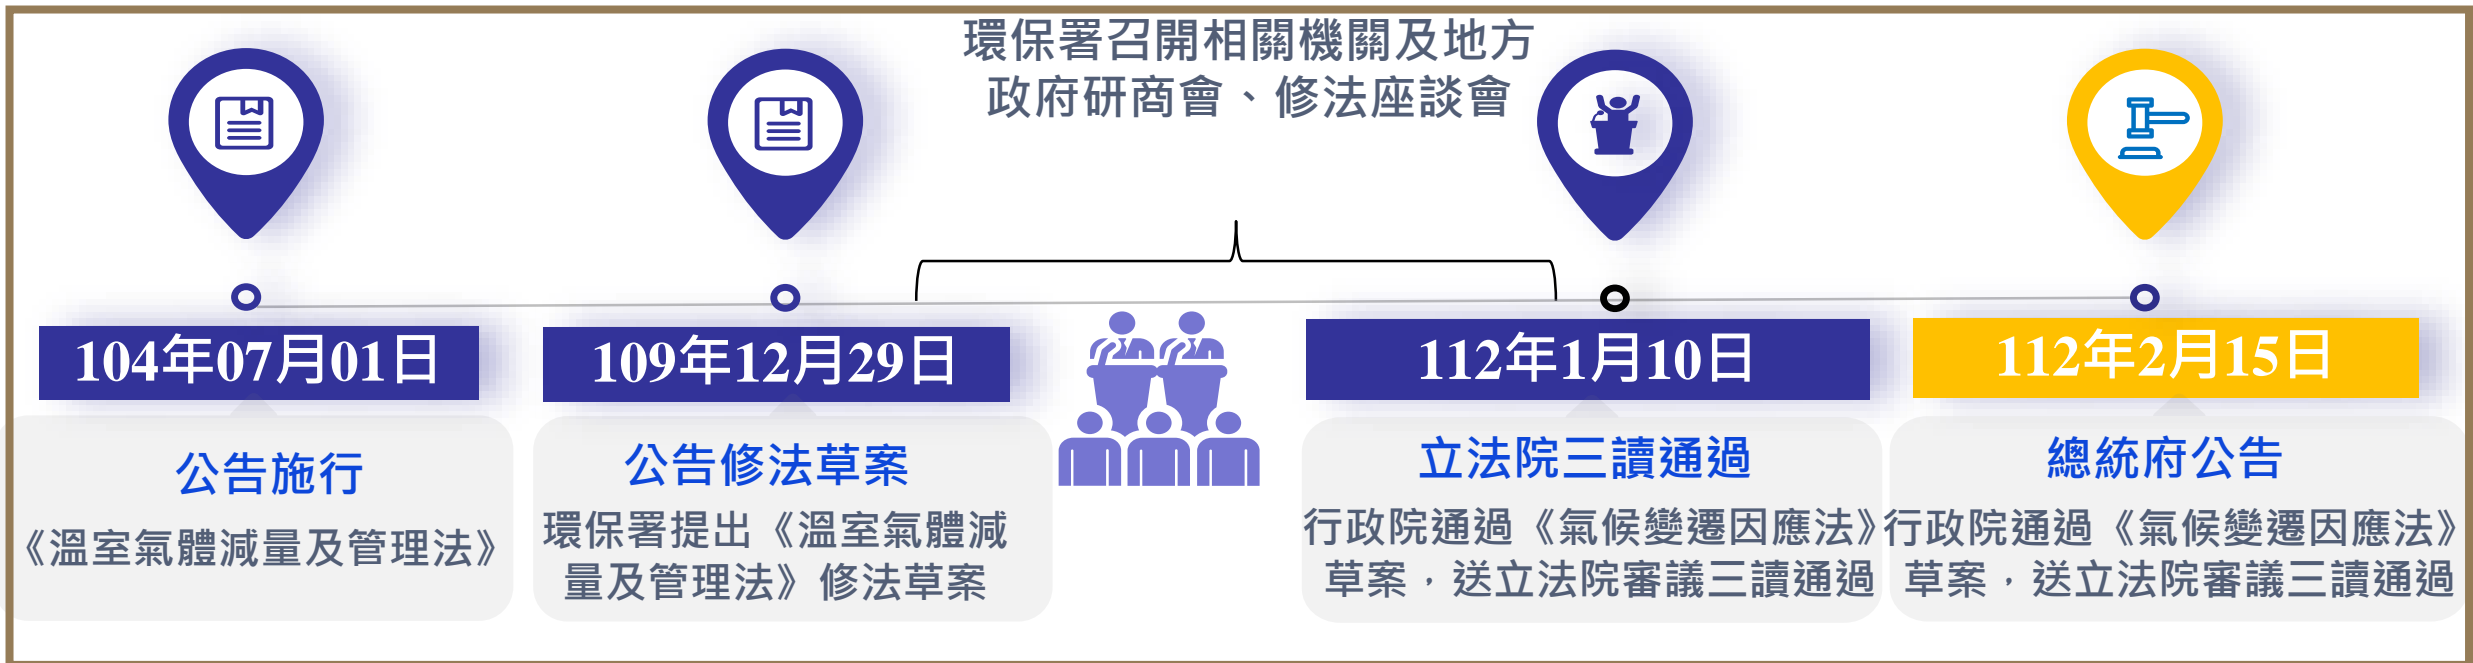 環保署召開相關機關及地方
政府研商會、修法座談會
104年07月01日
公告施行
《溫室氣體減量及管理法》
109年12月29日
公告修法草案
環保署提出《溫室氣體減
量及管理法》修法草案
112年1月10日
立法院三讀通過
行政院通過《氣候變遷因應法》
草案，送立法院審議三讀通過
112年2月15日
總統府公告
行政院通過《氣候變遷因應法》
草案，送立法院審議三讀通過